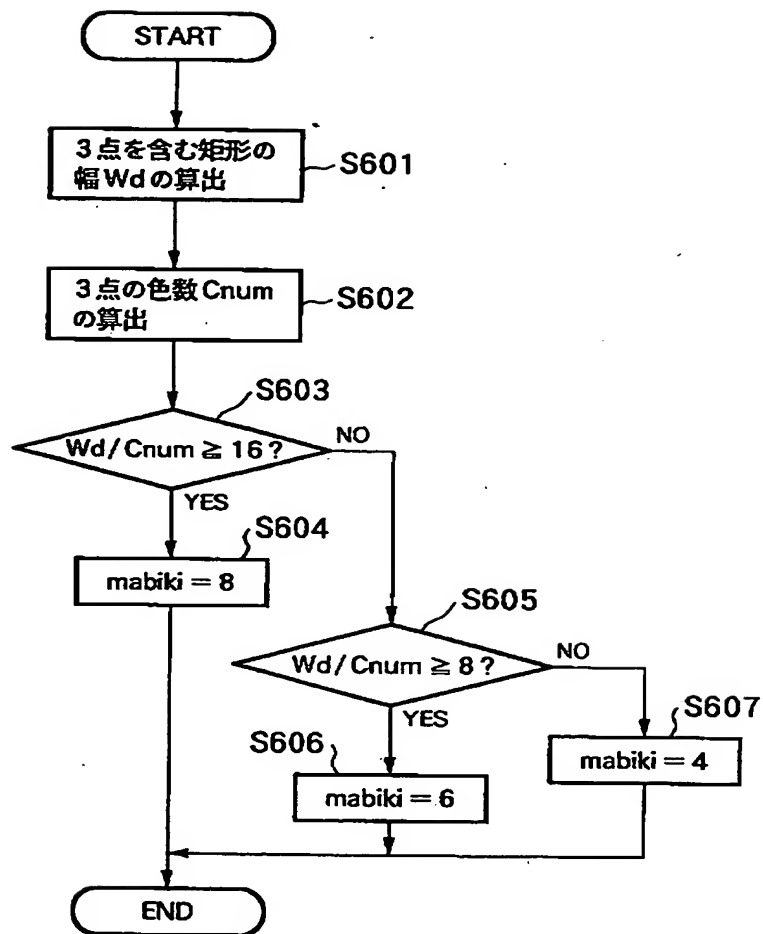 START
3点を含む矩形の
幅Wdの算出
S601
3点の色数Cnum
の算出
S602
S603
Wd/Cnum ≧ 16?
NO
YES
S604
mabiki = 8
S605
Wd/Cnum ≧ 8?
NO
YES
S606
mabiki = 6
S607
mabiki = 4
END